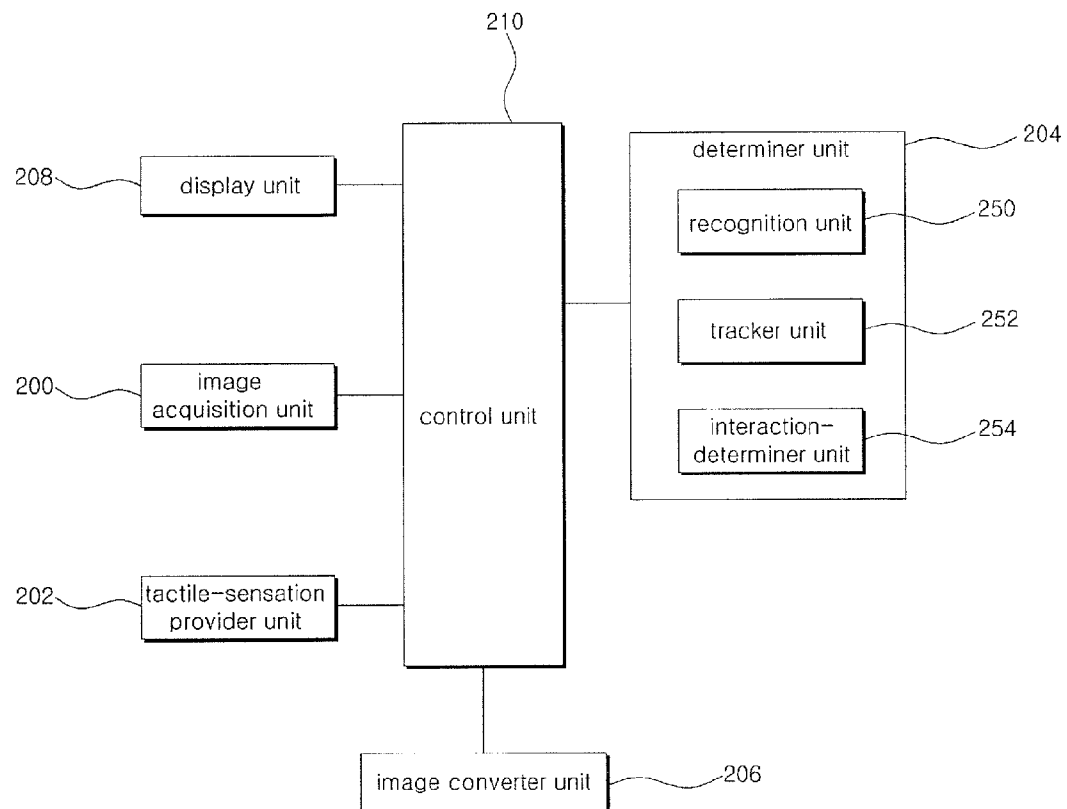 210
determiner unit
204
208
display unit
recognition unit
250
tracker unit
252
200
image
acquisition unit
control unit
interaction-
determiner unit
254
202
tactile-sensation
provider unit
image converter unit
206